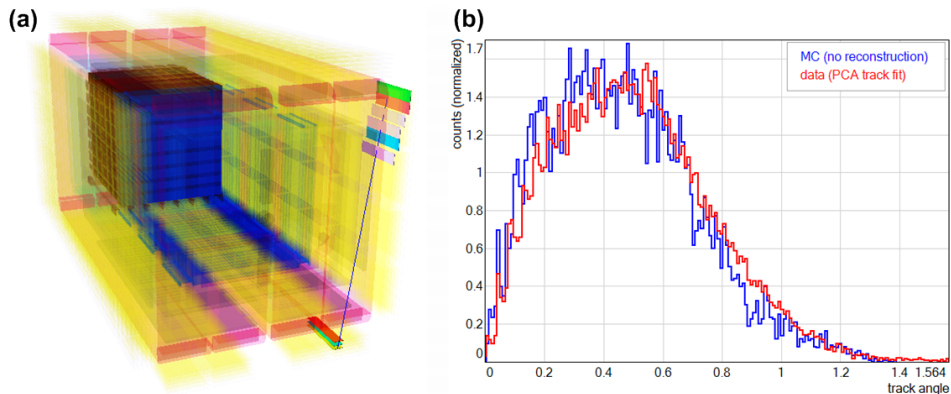 (a)
(b)
counts (normalized)
1.7
1.4
1.2
1
0.8
0.6
0.4
0.2
0
MC (no reconstruction)
data (PCA track fit)
0 0.2 0.4 0.6 0.8 1 1.2 1.4 1.564
track angle